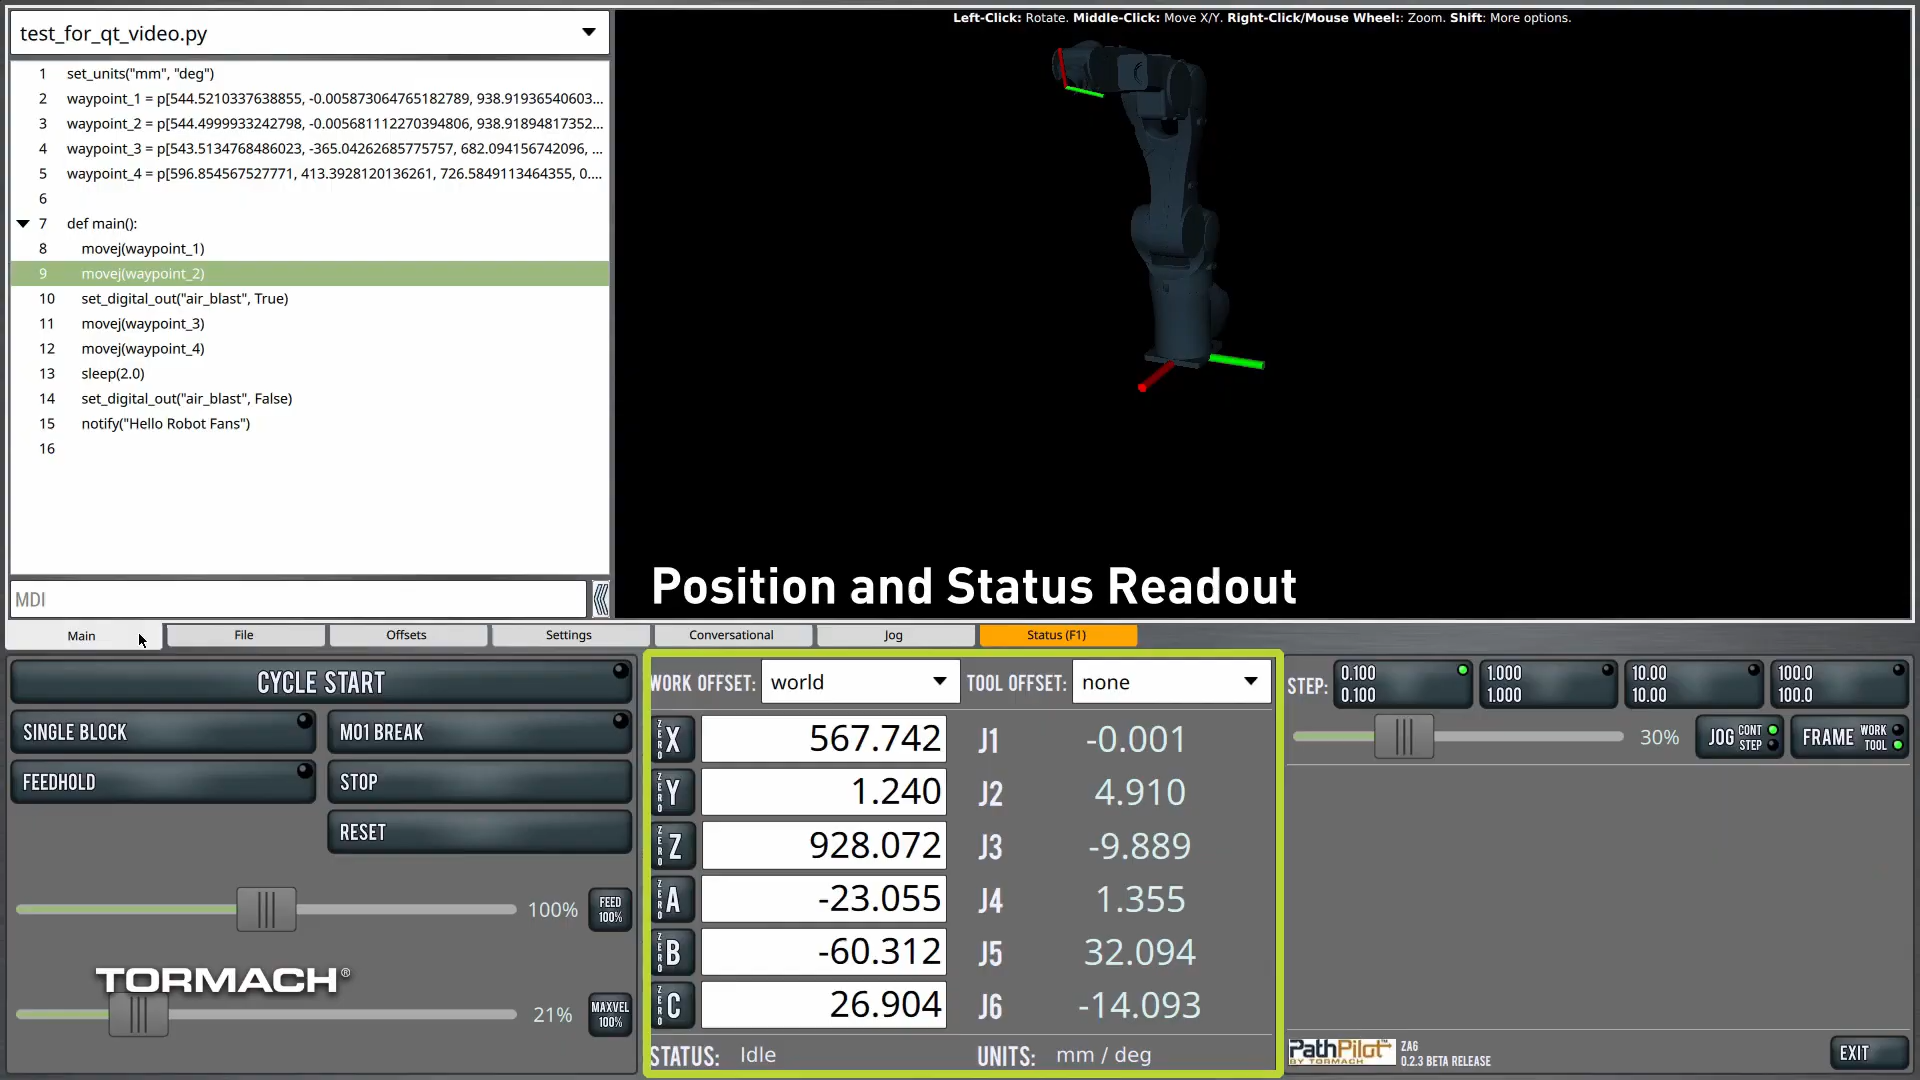 test_for_qt_video.py
1 set_units("mm", "deg")
2 waypoint_1 = p[544.5210337638855, -0.005873064765182789, 938.91936540603...
3 waypoint_2 = p[544.4999933242798, -0.005681112270394806, 938.91894817352...
4 waypoint_3 = p[543.5134768486023, -365.04262685775757, 682.094156742096, ...
5 waypoint_4 = p[596.854567527771, 413.3928120136261, 726.5849113464355, 0....
6
7 def main():
8 movej(waypoint_1)
9 movej(waypoint_2)
10 set_digital_out("air_blast", True)
11 movej(waypoint_3)
12 movej(waypoint_4)
13 sleep(2.0)
14 set_digital_out("air_blast", False)
15 notify("Hello Robot Fans")
16
MDI
Left-Click: Rotate. Middle-Click: Move X/Y. Right-Click/Mouse Wheel:: Zoom. Shift: More options.
Position and Status Readout
Main File Offsets Settings Conversational Jog Status (F1)
CYCLE START
SINGLE BLOCK M01 BREAK
FEEDHOLD STOP
RESET
100% FEED 100%
TORMACH®
21% MAXVEL 100%
WORK OFFSET: world TOOL OFFSET: none
ZERO X 567.742 J1 -0.001
ZERO Y 1.240 J2 4.910
ZERO Z 928.072 J3 -9.889
ZERO A -23.055 J4 1.355
ZERO B -60.312 J5 32.094
ZERO C 26.904 J6 -14.093
STATUS: Idle UNITS: mm / deg
STEP: 0.100 1.000 10.00 100.0
0.100 1.000 10.00 100.0
30% JOG CONT STEP FRAME WORK TOOL
PathPilot™ ZA6
BY TORMACH 0.2.3 BETA RELEASE
EXIT